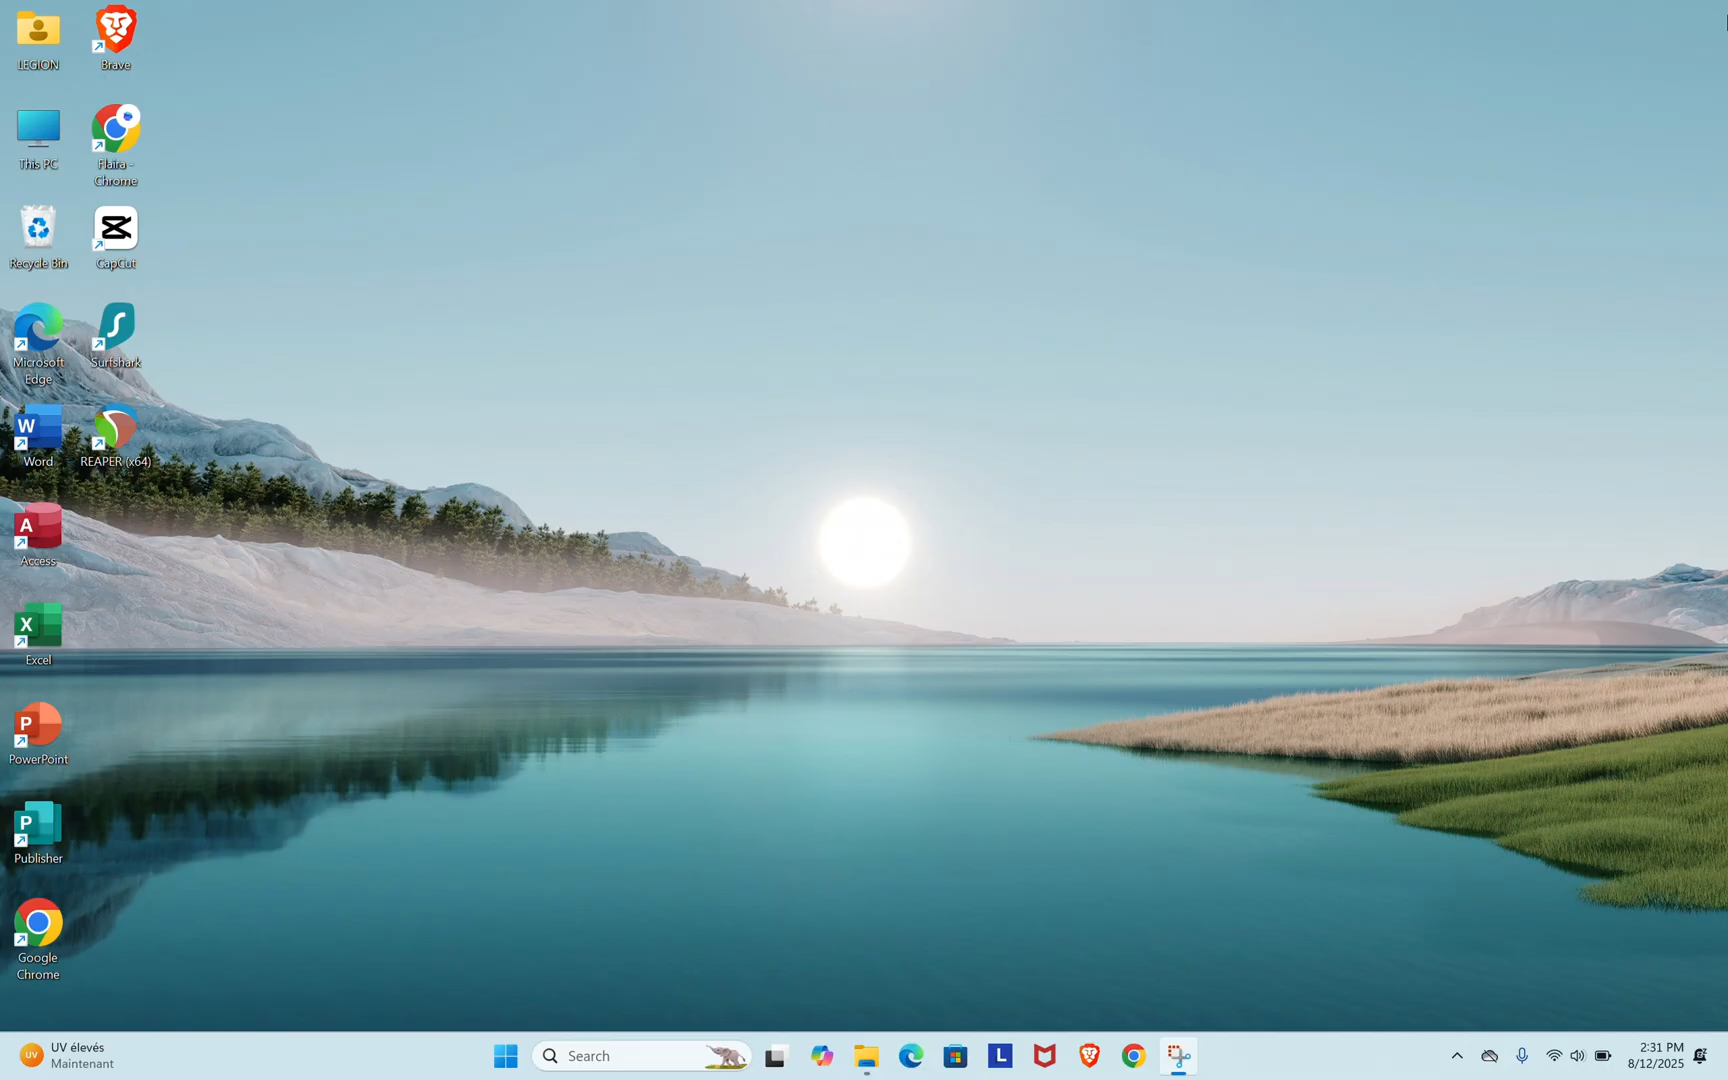 LEGION
Brave
This PC
Flaira -
Chrome
Recycle Bin
CapCut
Microsoft
Edge
Surfshark
W
Word
REAPER (x64)
A
Access
X
Excel
P
PowerPoint
P
Publisher
Google
Chrome
UV
UV élevés
Maintenant
Search
L
2:31 PM
8/12/2025